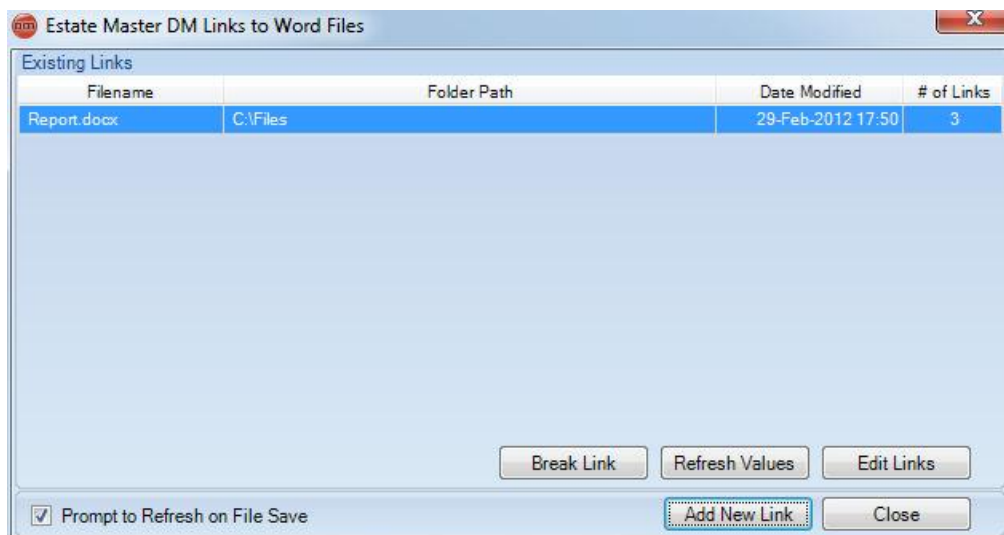 Estate Master DM Links to Word Files
Existing Links
Filename Folder Path Date Modified # of Links
Report.docx C:\Files 29-Feb-2012 17:50 3
Break Link Refresh Values Edit Links
Prompt to Refresh on File Save Add New Link Close